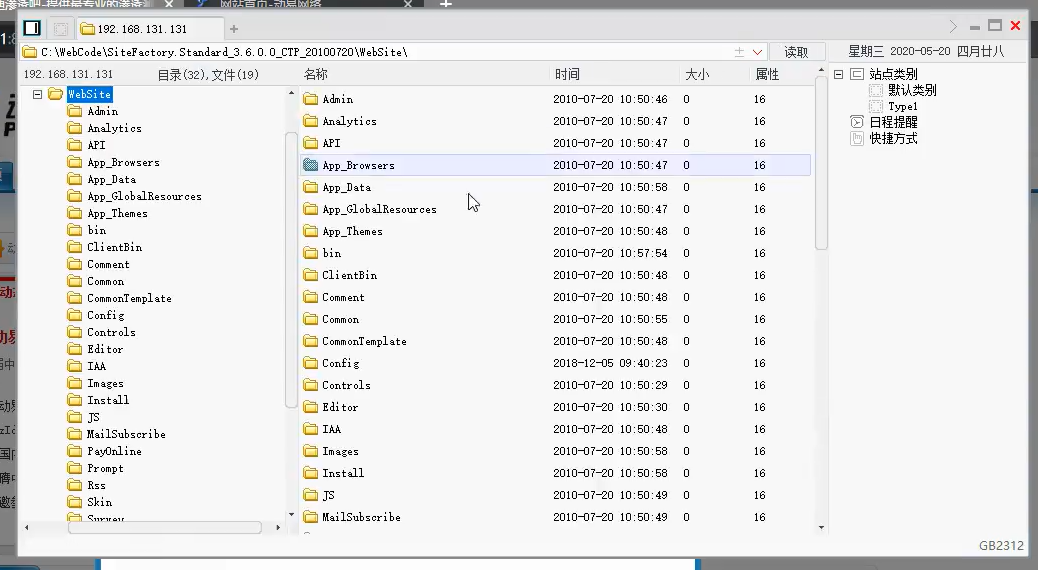 网站首页-动易网络
192.168.131.131
C:\WebCode\SiteFactory.Standard_3.6.0.0_CTP_20100720\WebSite\
读取
星期三 2020-05-20 四月廿八
192.168.131.131 目录(32),文件(19)
名称 时间 大小 属性
WebSite
Admin
Analytics
API
App_Browsers
App_Data
App_GlobalResources
App_Themes
bin
ClientBin
Comment
Common
CommonTemplate
Config
Controls
Editor
IAA
Images
Install
JS
MailSubscribe
PayOnline
Prompt
Rss
Skin
Survey
Admin 2010-07-20 10:50:46 0 16
Analytics 2010-07-20 10:50:47 0 16
API 2010-07-20 10:50:47 0 16
App_Browsers 2010-07-20 10:50:47 0 16
App_Data 2010-07-20 10:50:58 0 16
App_GlobalResources 2010-07-20 10:50:47 0 16
App_Themes 2010-07-20 10:50:48 0 16
bin 2010-07-20 10:57:54 0 16
ClientBin 2010-07-20 10:50:48 0 16
Comment 2010-07-20 10:50:48 0 16
Common 2010-07-20 10:50:55 0 16
CommonTemplate 2010-07-20 10:50:48 0 16
Config 2018-12-05 09:40:23 0 16
Controls 2010-07-20 10:50:29 0 16
Editor 2010-07-20 10:50:30 0 16
IAA 2010-07-20 10:50:48 0 16
Images 2010-07-20 10:50:58 0 16
Install 2010-07-20 10:50:58 0 16
JS 2010-07-20 10:50:49 0 16
MailSubscribe 2010-07-20 10:50:49 0 16
站点类别
默认类别
Type1
日程提醒
快捷方式
GB2312